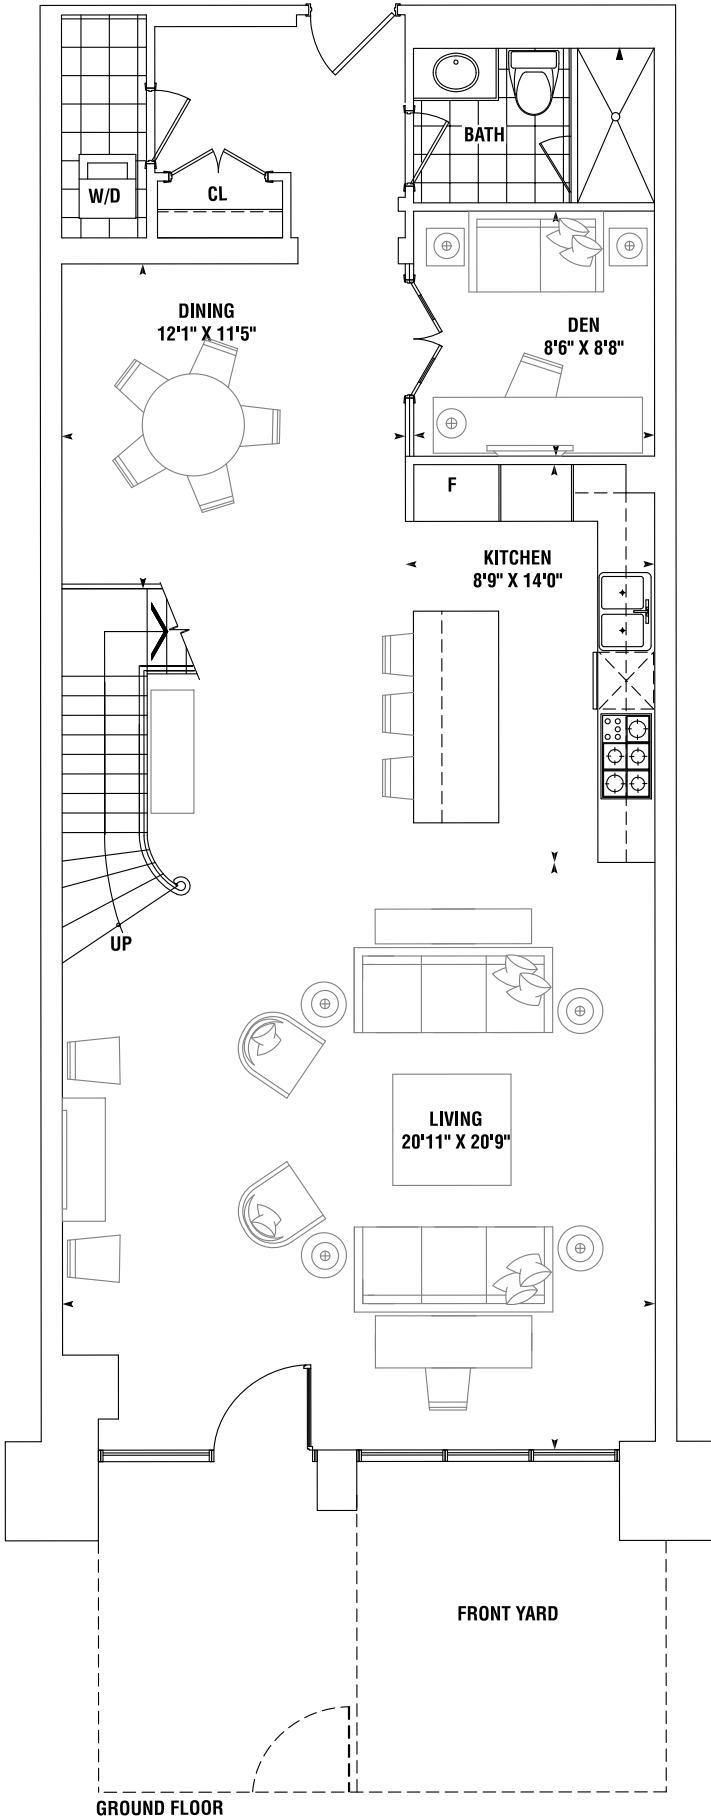 BATH
W/D
CL
DINING
12'1" X 11'5"
DEN
8'6" X 8'8"
F
KITCHEN
8'9" X 14'0"
UP
LIVING
20'11" X 20'9"
FRONT YARD
GROUND FLOOR